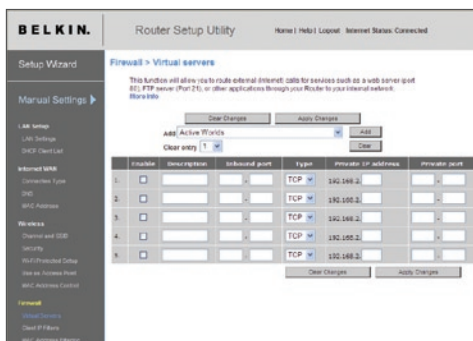 BELKIN.
Router Setup Utility
Home | Help | Logout Internet Status: Connected
Setup Wizard
Manual Settings
LAN Setup
LAN Settings
DHCP Client List
Internet WAN
Connection Type
DNS
MAC Address
Wireless
Channel and SSID
Security
Wi-Fi Protected Setup
Use as Access Point
MAC Address Control
Firewall
Virtual Servers
Client IP Filters
MAC Address Filtering
Firewall > Virtual servers
This function will allow you to route external (Internet) calls for services such as a web server (port
80), FTP server (Port 21), or other applications through your Router to your internal network.
More Info
Clear Changes Apply Changes
Add Active Worlds Add
Clear entry 1 Clear
Enable Description Inbound port Type Private IP address Private port
1. - TCP 192.168.2. -
2. - TCP 192.168.2. -
3. - TCP 192.168.2. -
4. - TCP 192.168.2. -
5. - TCP 192.168.2. -
Clear Changes Apply Changes